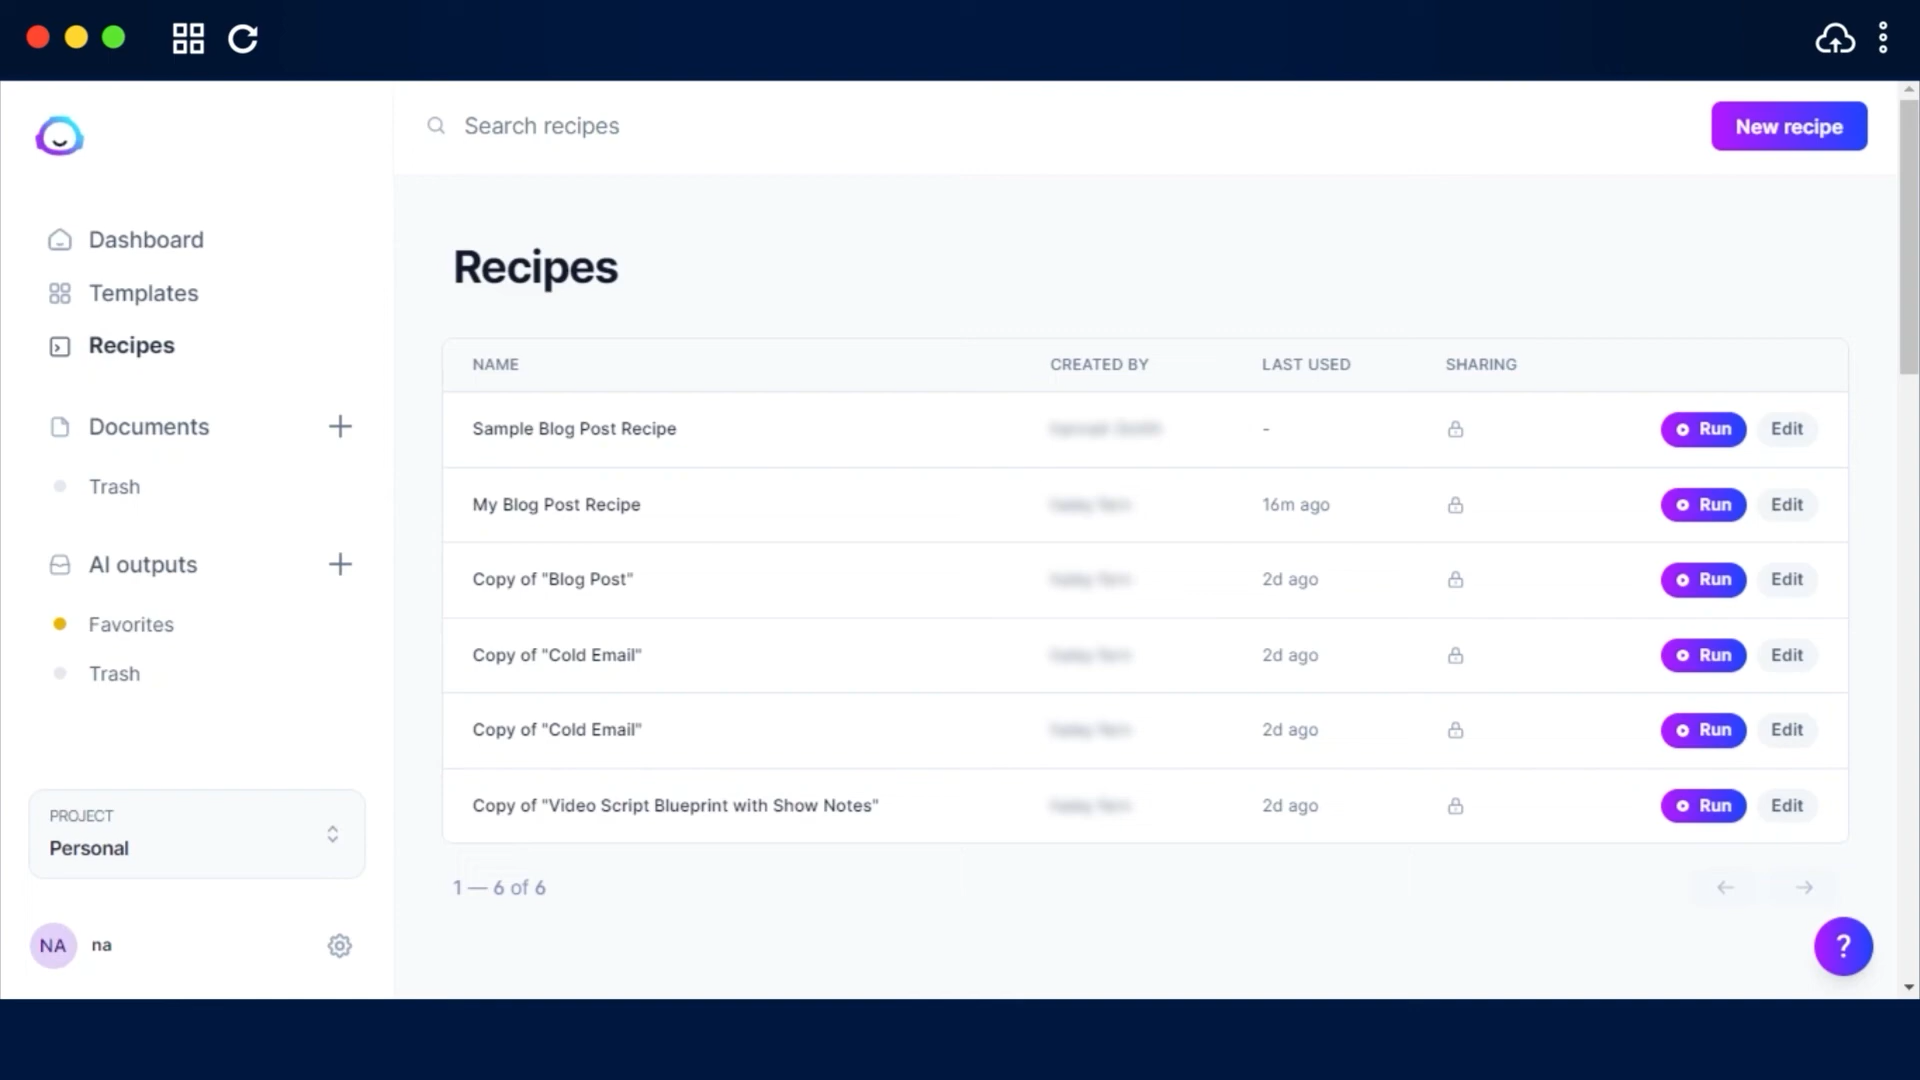 Search recipes
New recipe
Dashboard
Templates
Recipes
Documents
Trash
AI outputs
Favorites
Trash
PROJECT
Personal
NA na
Recipes
NAME CREATED BY LAST USED SHARING
Sample Blog Post Recipe - Run Edit
My Blog Post Recipe 16m ago Run Edit
Copy of "Blog Post" 2d ago Run Edit
Copy of "Cold Email" 2d ago Run Edit
Copy of "Cold Email" 2d ago Run Edit
Copy of "Video Script Blueprint with Show Notes" 2d ago Run Edit
1 — 6 of 6
?